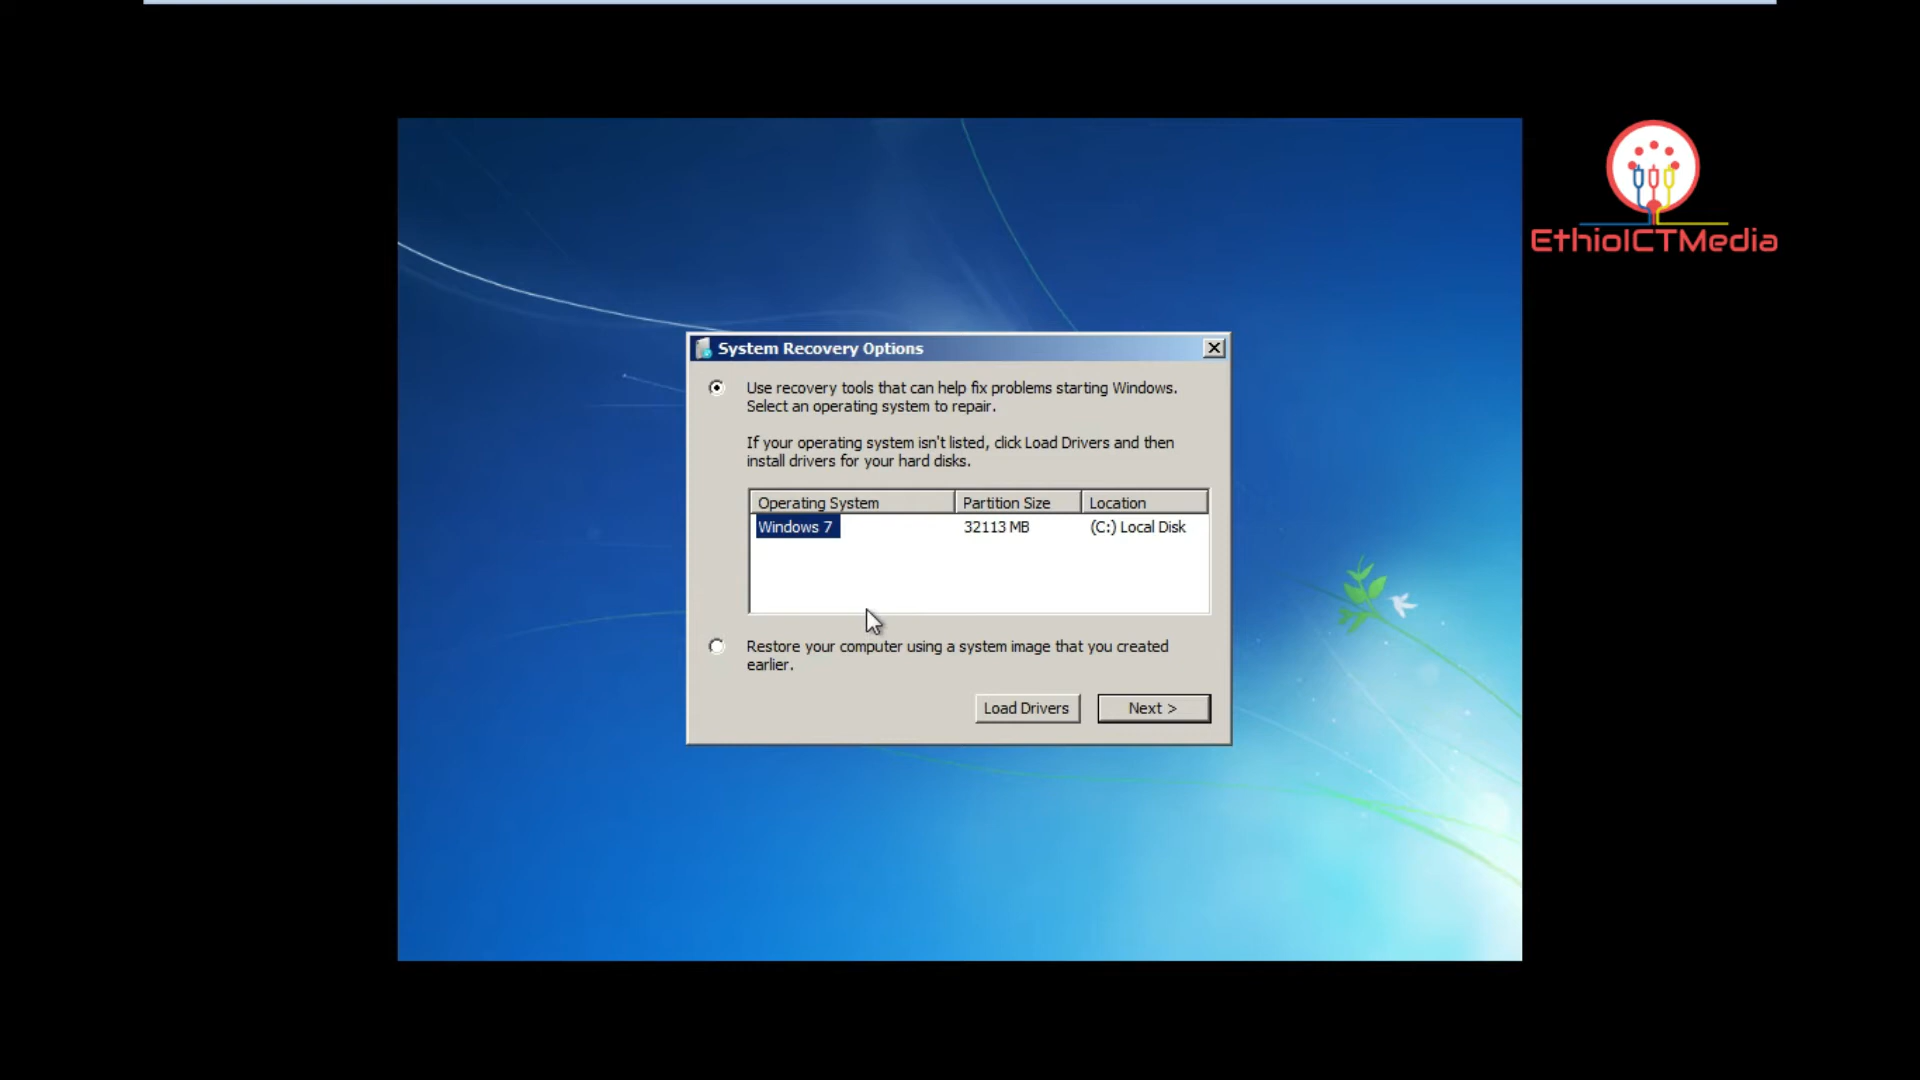 EthioICTMedia
System Recovery Options
Use recovery tools that can help fix problems starting Windows.
Select an operating system to repair.
If your operating system isn't listed, click Load Drivers and then
install drivers for your hard disks.
Operating System Partition Size Location
Windows 7 32113 MB (C:) Local Disk
Restore your computer using a system image that you created
earlier.
Load Drivers Next >